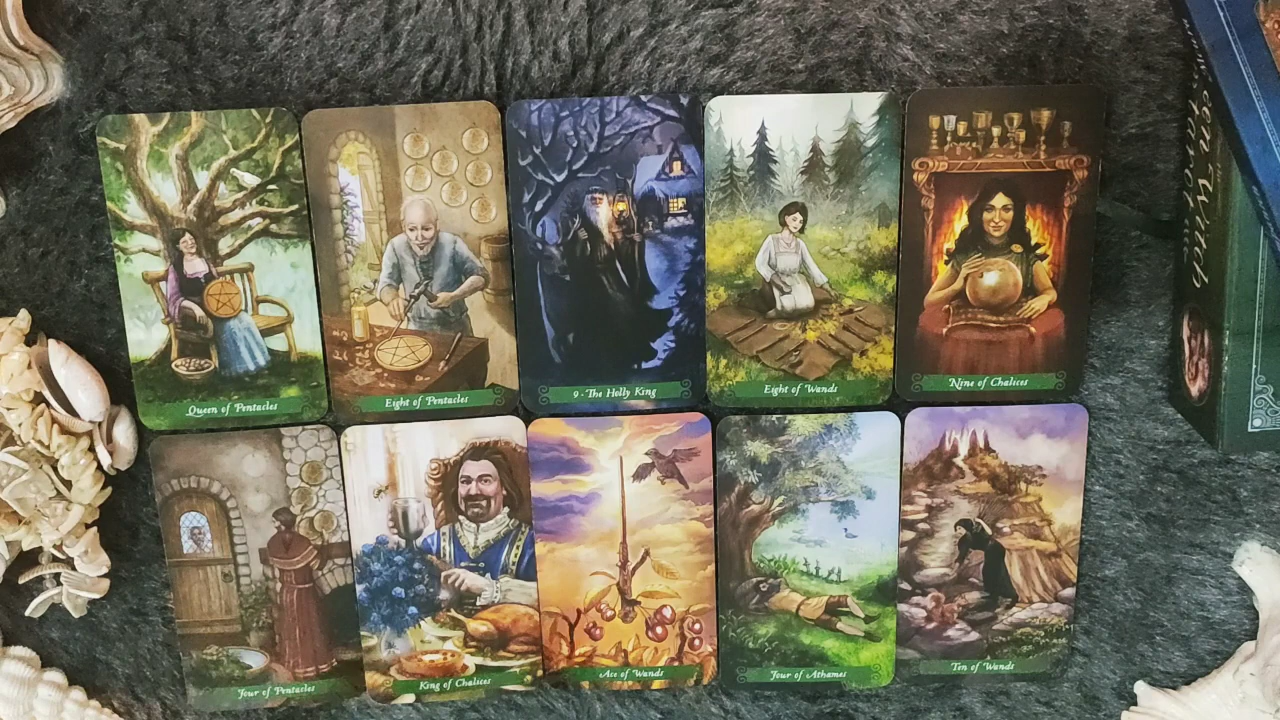 Queen of Pentacles
Eight of Pentacles
9 · The Holly King
Eight of Wands
Nine of Chalices
Four of Pentacles
King of Chalices
Ace of Wands
Four of Athames
Ten of Wands
Witch